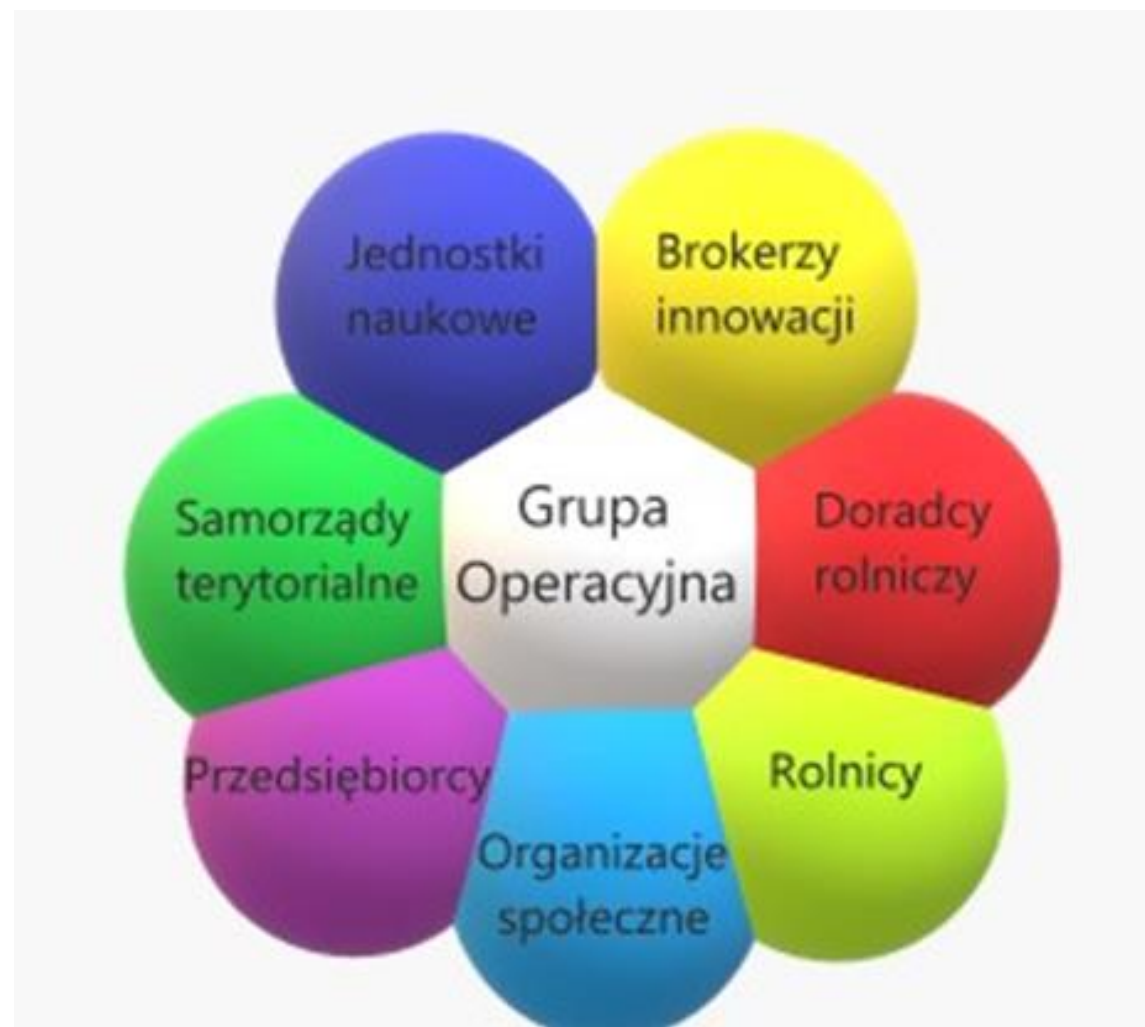 Jednostki
naukowe
Brokerzy
innowacji
Samorządy
terytorialne
Grupa
Operacyjna
Doradcy
rolniczy
Przedsiębiorcy
Organizacje
społeczne
Rolnicy